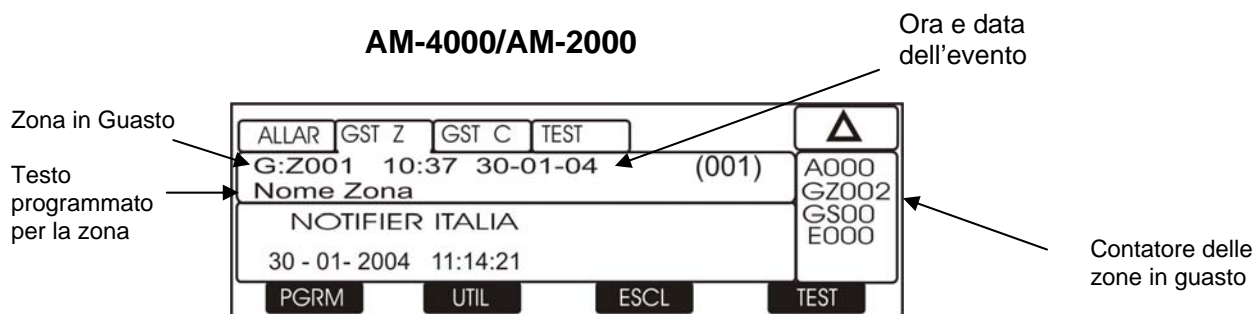 AM-4000/AM-2000
Ora e data
dell'evento
Zona in Guasto
Testo
programmato
per la zona
ALLAR GST Z GST C TEST
G:Z001 10:37 30-01-04 (001)
Nome Zona
NOTIFIER ITALIA
30 - 01- 2004 11:14:21
A000
GZ002
GS00
E000
PGRM UTIL ESCL TEST
Contatore delle
zone in guasto